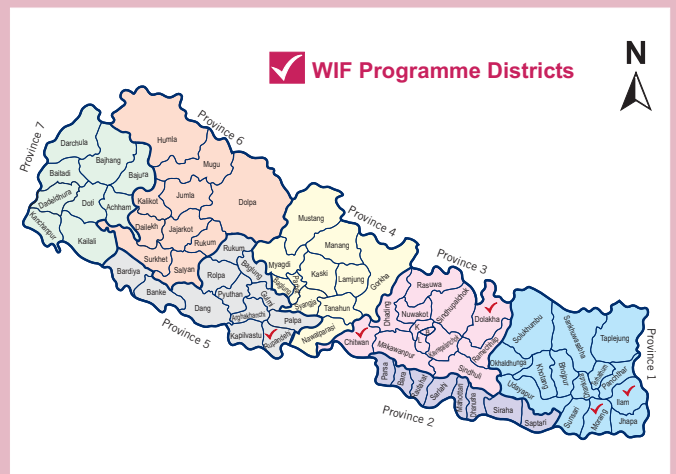 WIF Programme Districts
N
Province 7
Province 6
Darchula
Humla
Bajhang
Mugu
Baitadi
Bajura
Dadeldhura
Doti
Achham
Kalikot
Jumla
Dolpa
Kanchanpur
Kailali
Dailekh
Jajarkot
Rukum
Surkhet
Salyan
Mustang
Province 4
Manang
Myagdi
Kaski
Lamjung
Gorkha
Syangja
Tanahun
Nawalparasi
Rukum
Baglung
Rolpa
Bardiya
Banke
Pyuthan
Gulmi
Dang
Arghakhanchi
Palpa
Kapilvastu
Rupandehi
Province 5
Province 3
Rasuwa
Dhading
Nuwakot
Sindhupalchok
Dolakha
Chitwan
Makawanpur
Ramechhap
Sindhuli
Parsa
Bara
Rautahat
Sarlahi
Mahottari
Dhanusha
Siraha
Saptari
Province 2
Solukhumbu
Sankhuwasabha
Taplejung
Province 1
Okhaldhunga
Khotang
Bhojpur
Panchthar
Udayapur
Ilam
Sunsari
Morang
Jhapa